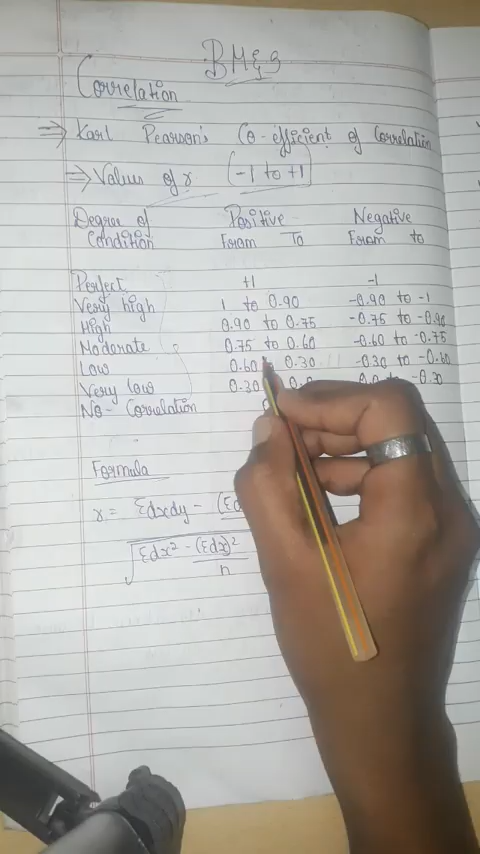 BM & S
Correlation
⇒ Karl Pearson's Co-efficient of Correlation
⇒ Values of r (-1 to +1)
Degree of Condition Positive From To Negative From to
Perfect +1 -1
Very high 1 to 0.90 -0.90 to -1
High 0.90 to 0.75 -0.75 to -0.90
Moderate 0.75 to 0.60 -0.60 to -0.75
Low 0.60 0.30 -0.30 to -0.60
Very low 0.30 -0.30
No- Correlation
Formula
r = Σdxdy - (Σd
√Σdx² - (Σdx)²
n